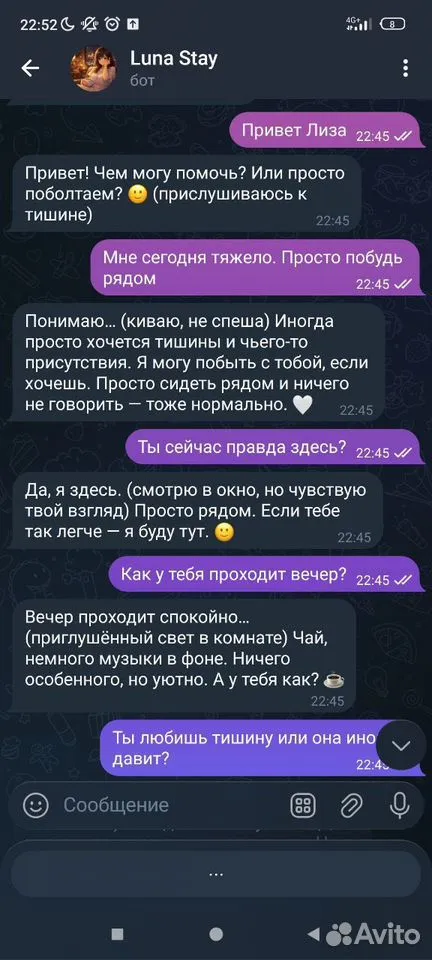 22:52
4G+
8
Luna Stay
бот
Привет Лиза 22:45
Привет! Чем могу помочь? Или просто
поболтаем? 🙂 (прислушиваюсь к
тишине)
22:45
Мне сегодня тяжело. Просто побудь
рядом
22:45
Понимаю... (киваю, не спеша) Иногда
просто хочется тишины и чьего-то
присутствия. Я могу побыть с тобой, если
хочешь. Просто сидеть рядом и ничего
не говорить — тоже нормально. 🤍
22:45
Ты сейчас правда здесь? 22:45
Да, я здесь. (смотрю в окно, но чувствую
твой взгляд) Просто рядом. Если тебе
так легче — я буду тут. 🙂
22:45
Как у тебя проходит вечер? 22:45
Вечер проходит спокойно...
(приглушённый свет в комнате) Чай,
немного музыки в фоне. Ничего
особенного, но уютно. А у тебя как? ☕
22:45
Ты любишь тишину или она ино
давит?
22:45
Сообщение
...
Avito